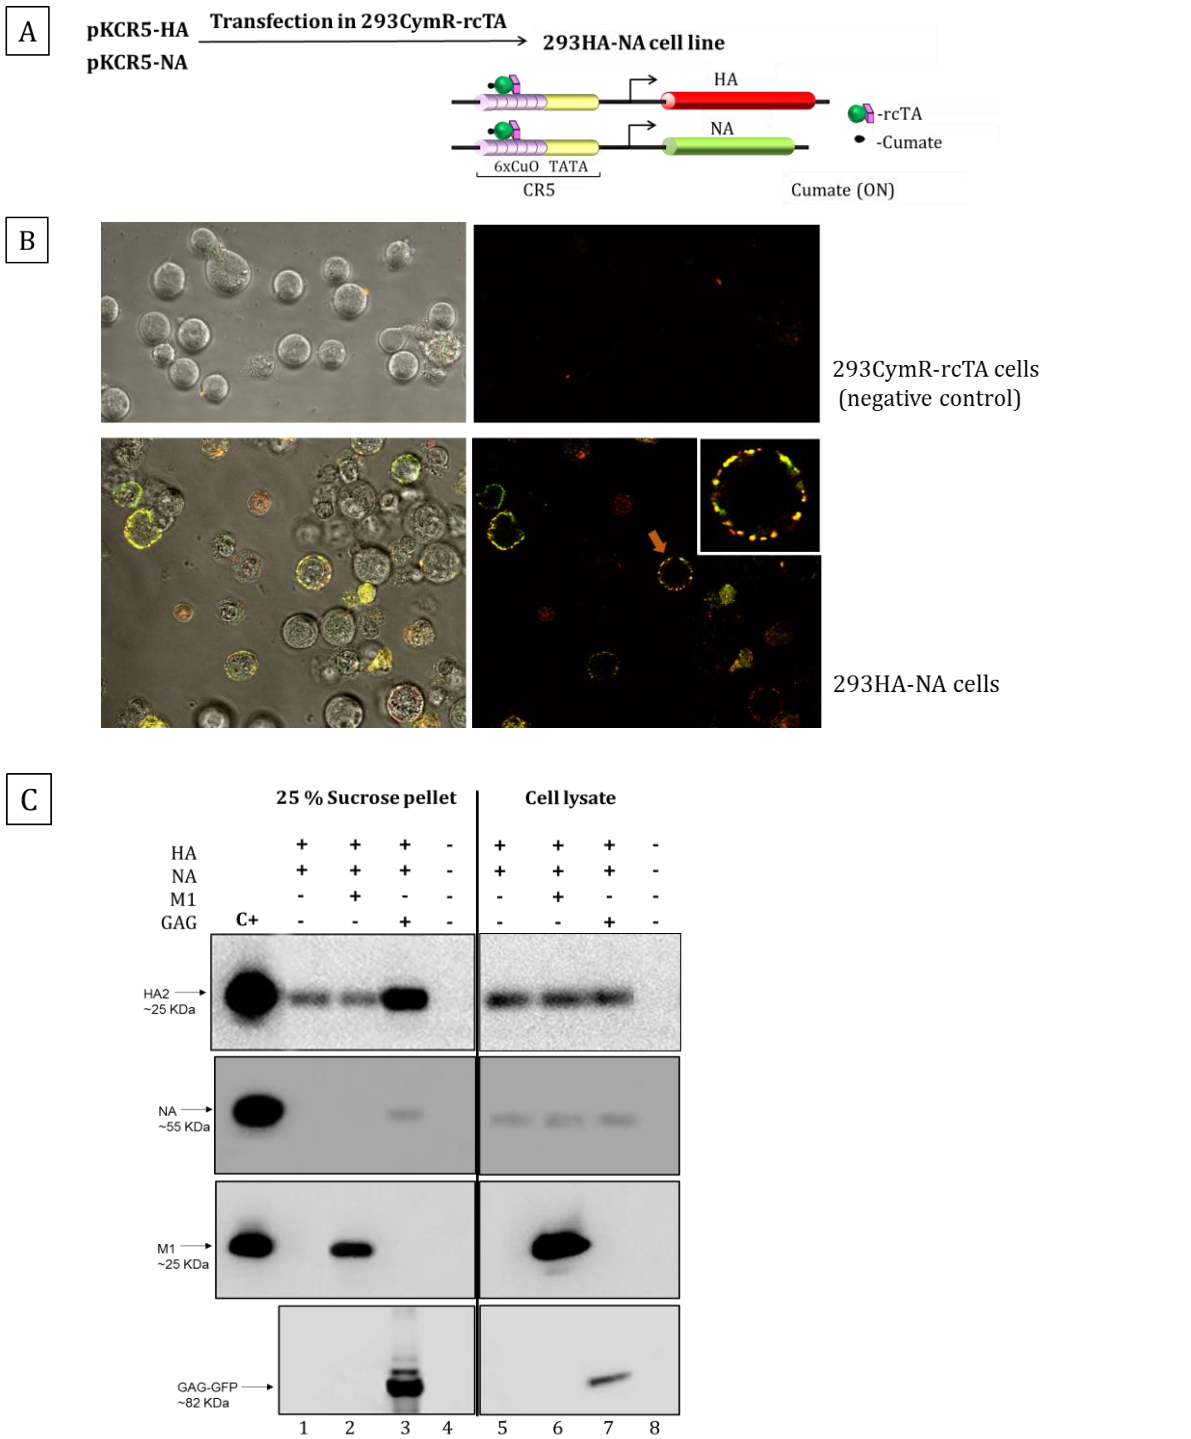 A
pKCR5-HA
pKCR5-NA
Transfection in 293CymR-rcTA
293HA-NA cell line
HA
NA
6xCuO TATA
CR5
-rcTA
-Cumate
Cumate (ON)
B
293CymR-rcTA cells
(negative control)
293HA-NA cells
C
25 % Sucrose pellet Cell lysate
HA + + + - + + + -
NA + + + - + + + -
M1 - + - - - + - -
GAG C+ - - + - - - + -
HA2
~25 KDa
NA
~55 KDa
M1
~25 KDa
GAG-GFP
~82 KDa
1 2 3 4 5 6 7 8